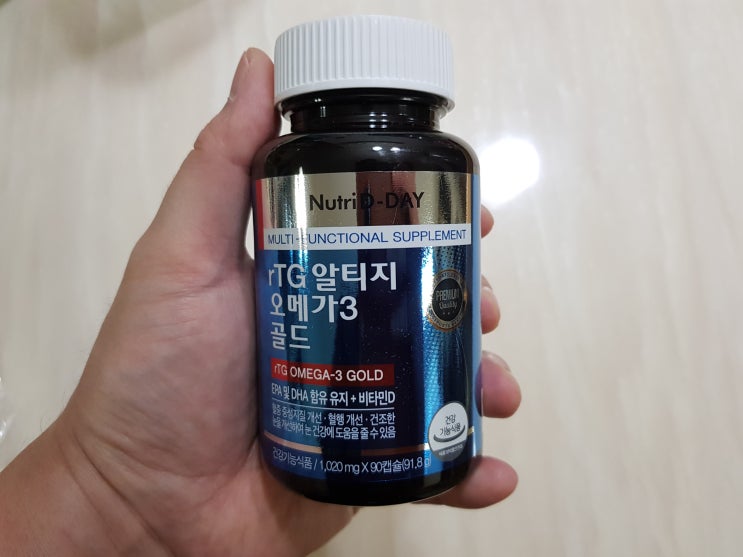 NutriD-DAY
MULTI-FUNCTIONAL SUPPLEMENT
rTG 알티지
오메가3
골드
PREMIUM
Quality
rTG OMEGA-3 GOLD
EPA 및 DHA 함유 유지 + 비타민D
혈중 중성지질 개선 · 혈행 개선 · 건조한
눈을 개선하여 눈 건강에 도움을 줄 수 있음
건강
기능식품
건강기능식품 / 1,020 mg X 90캡슐(91.8 g)